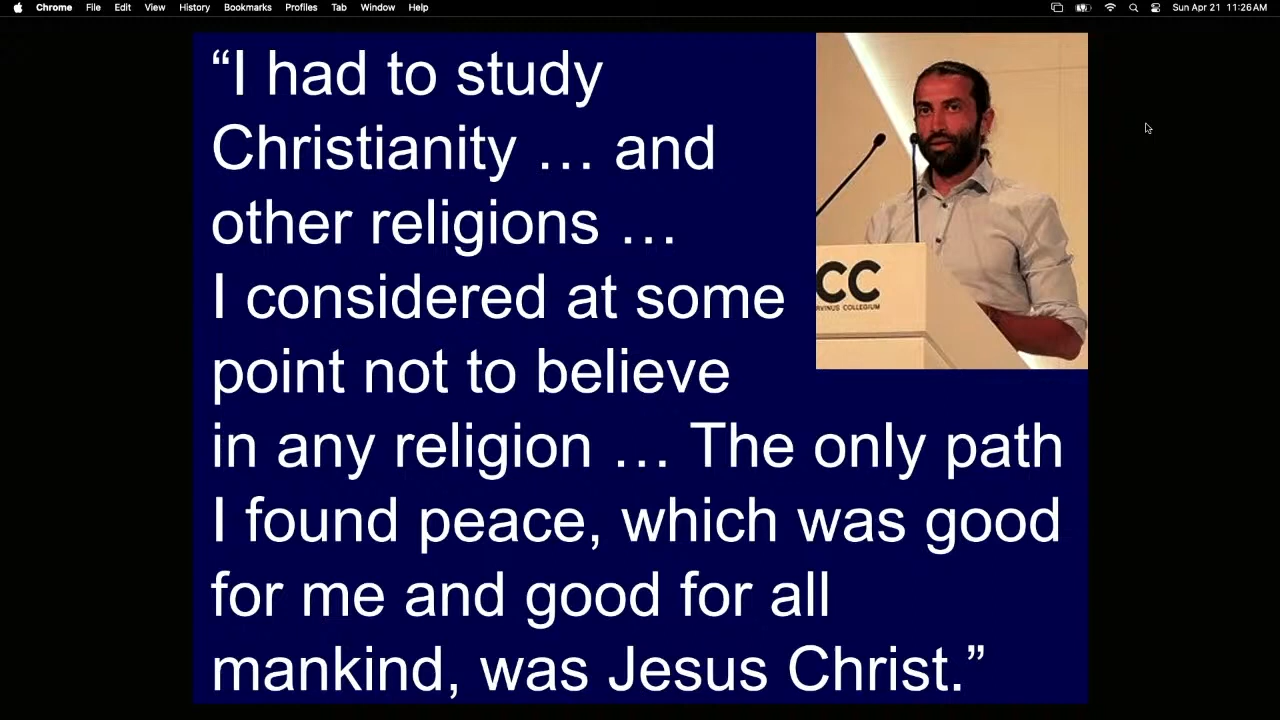 Chrome File Edit View History Bookmarks Profiles Tab Window Help Sun Apr 21 11:26 AM
“I had to study
Christianity … and
other religions …
I considered at some
point not to believe
in any religion … The only path
I found peace, which was good
for me and good for all
mankind, was Jesus Christ.”
CC
RVINUS COLLEGIUM